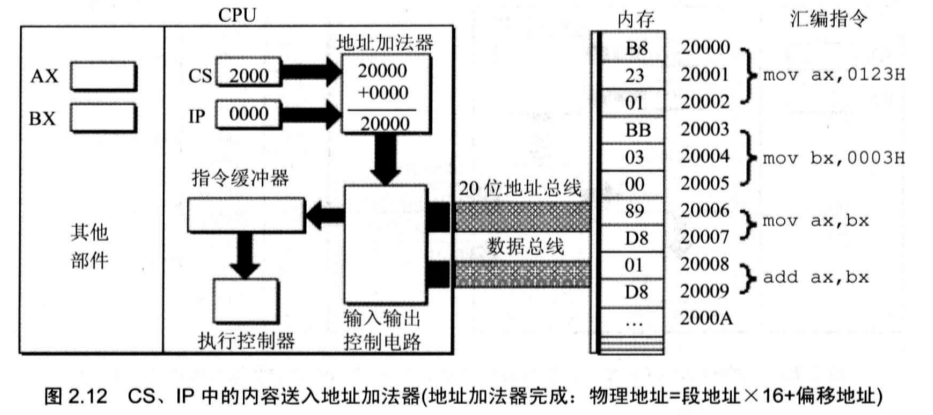 CPU
内存
汇编指令
地址加法器
AX
BX
CS
2000
IP
0000
20000
+0000
20000
指令缓冲器
20位地址总线
数据总线
其他
部件
执行控制器
输入输出
控制电路
B8 20000
23 20001
01 20002
BB 20003
03 20004
00 20005
89 20006
D8 20007
01 20008
D8 20009
... 2000A
mov ax,0123H
mov bx,0003H
mov ax,bx
add ax,bx
图 2.12 CS、IP 中的内容送入地址加法器(地址加法器完成：物理地址=段地址×16+偏移地址)